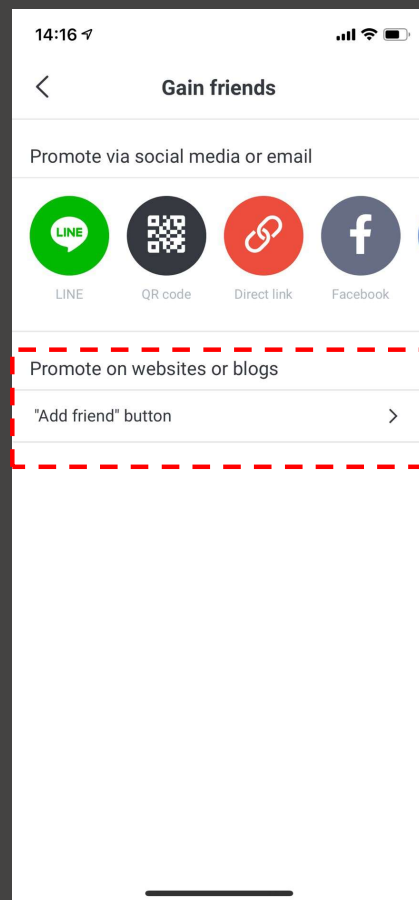 14:16
Gain friends
Promote via social media or email
LINE
LINE QR code Direct link Facebook
Promote on websites or blogs
"Add friend" button